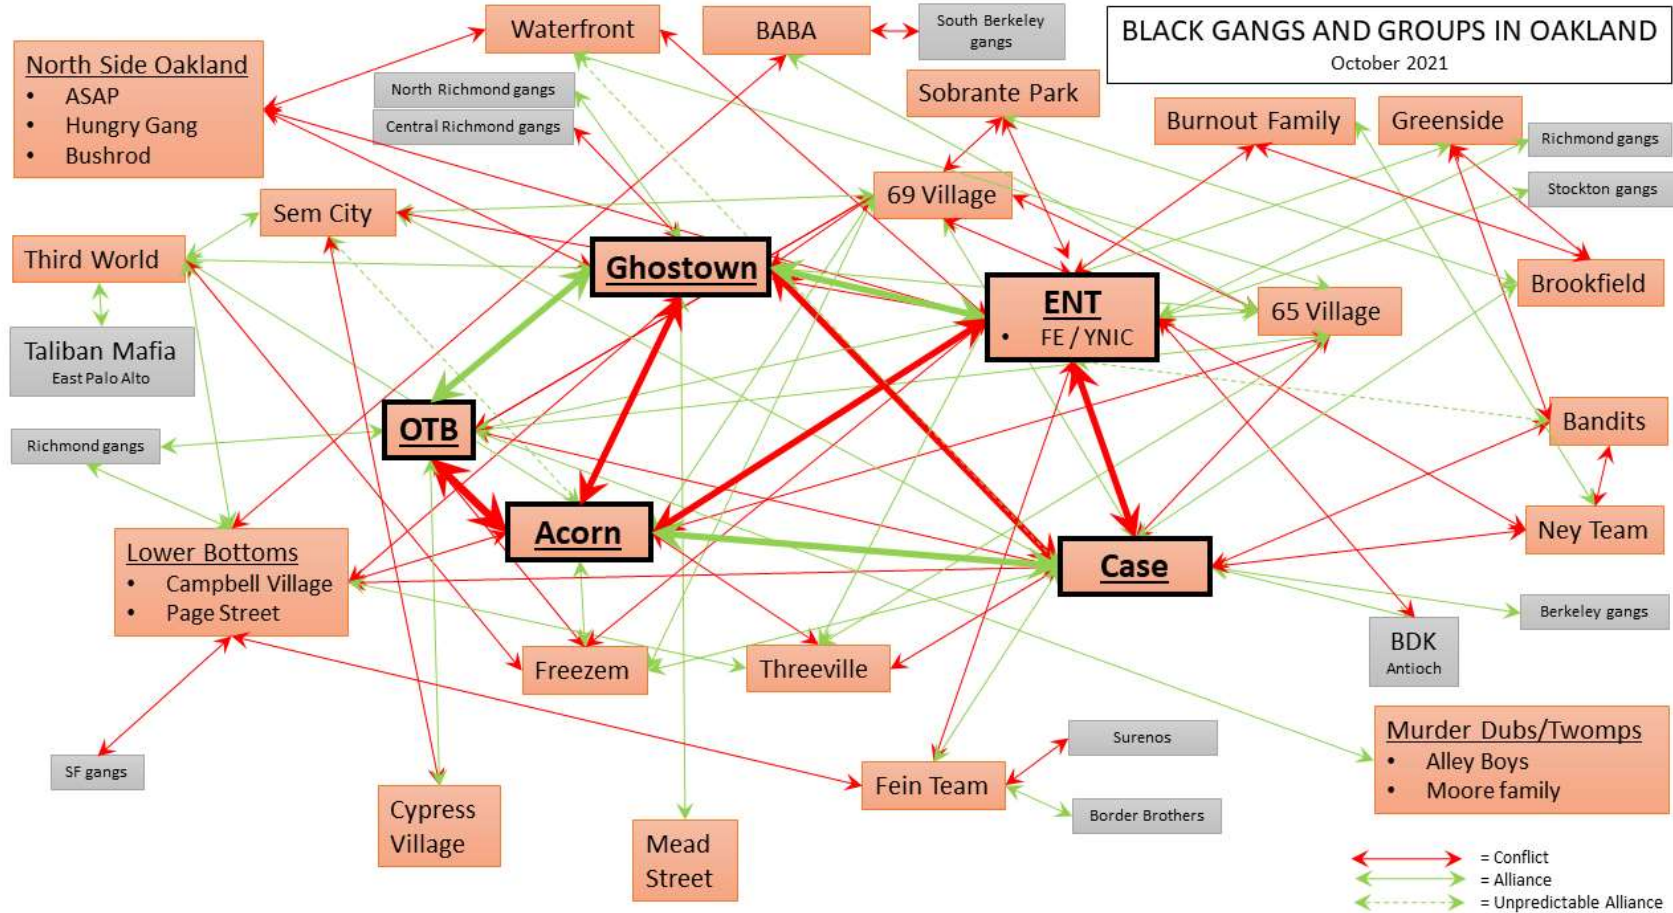 BLACK GANGS AND GROUPS IN OAKLAND
October 2021
Waterfront
BABA
South Berkeley
gangs
North Side Oakland
• ASAP
• Hungry Gang
• Bushrod
North Richmond gangs
Central Richmond gangs
Sobrante Park
Burnout Family
Greenside
Richmond gangs
Stockton gangs
69 Village
Sem City
Third World
Ghostown
ENT
• FE / YNIC
65 Village
Brookfield
Taliban Mafia
East Palo Alto
OTB
Bandits
Richmond gangs
Acorn
Ney Team
Lower Bottoms
• Campbell Village
• Page Street
Case
Berkeley gangs
BDK
Antioch
Freezem
Threeville
Surenos
Murder Dubs/Twomps
• Alley Boys
• Moore family
SF gangs
Fein Team
Border Brothers
Cypress
Village
Mead
Street
= Conflict
= Alliance
= Unpredictable Alliance